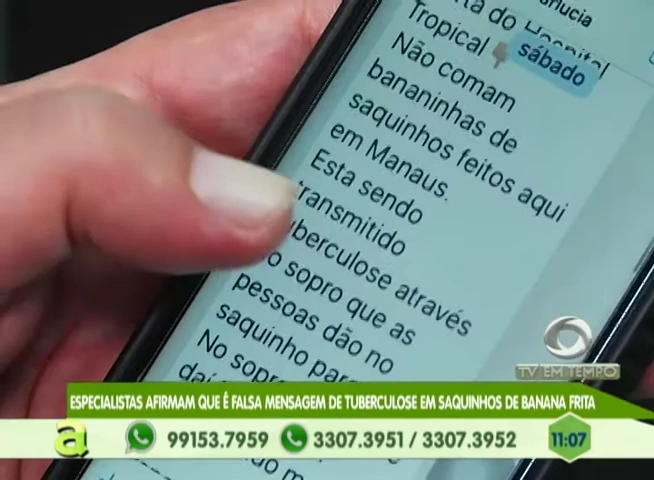 do Hospital
Tropical
sábado
Não comam
bananinhas de
saquinhos feitos aqui
em Manaus.
Esta sendo
transmitido
tuberculose através
o sopro que as
pessoas dão no
saquinho para
No sopro
TV EM TEMPO
ESPECIALISTAS AFIRMAM QUE É FALSA MENSAGEM DE TUBERCULOSE EM SAQUINHOS DE BANANA FRITA
a 99153.7959 3307.3951 / 3307.3952 11:07